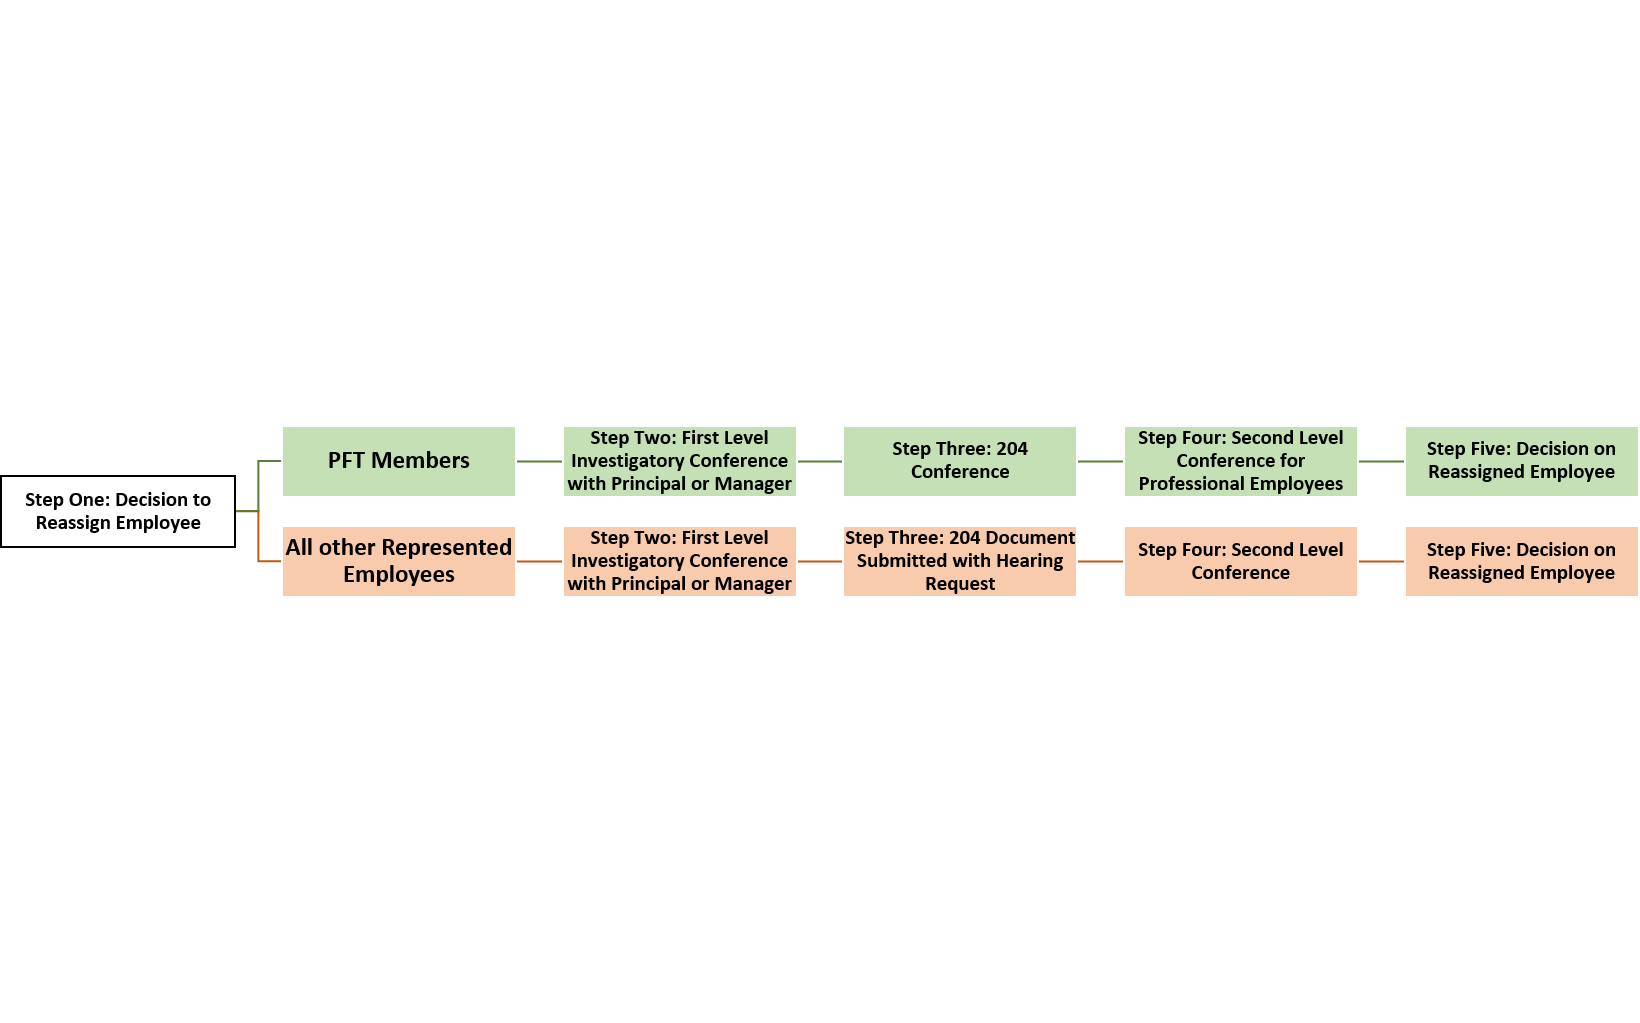 Step One: Decision to
Reassign Employee
PFT Members
Step Two: First Level
Investigatory Conference
with Principal or Manager
Step Three: 204
Conference
Step Four: Second Level
Conference for
Professional Employees
Step Five: Decision on
Reassigned Employee
All other Represented
Employees
Step Two: First Level
Investigatory Conference
with Principal or Manager
Step Three: 204 Document
Submitted with Hearing
Request
Step Four: Second Level
Conference
Step Five: Decision on
Reassigned Employee